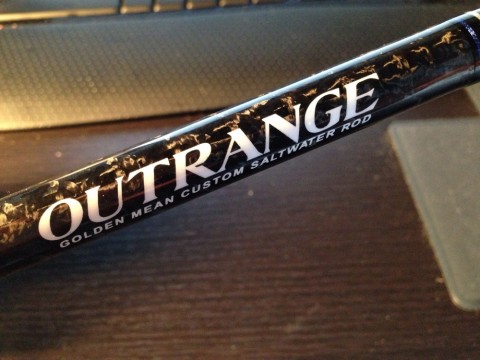 OUTRANGE
GOLDEN MEAN CUSTOM SALTWATER ROD